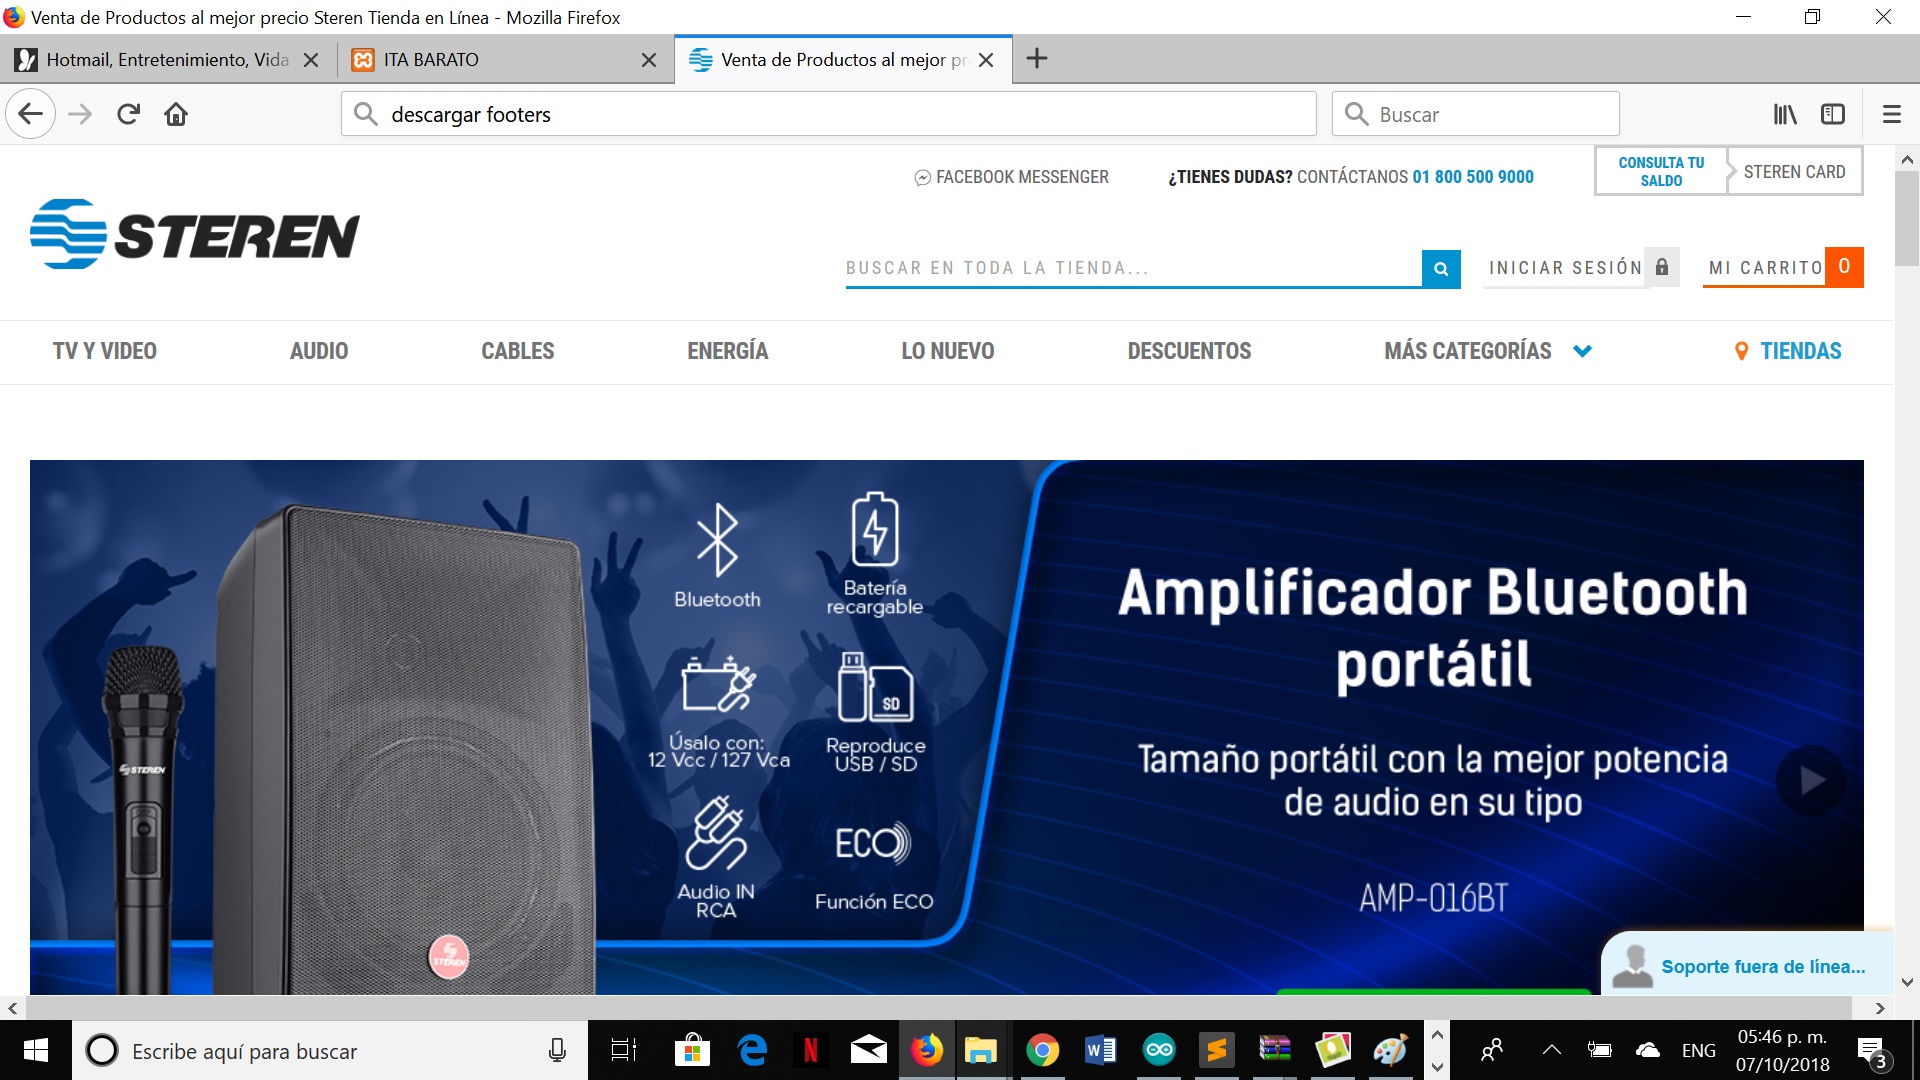 Venta de Productos al mejor precio Steren Tienda en Línea - Mozilla Firefox
Hotmail, Entretenimiento, Vida
ITA BARATO
Venta de Productos al mejor pr
descargar footers
Buscar
FACEBOOK MESSENGER
¿TIENES DUDAS? CONTÁCTANOS 01 800 500 9000
CONSULTA TU
SALDO
STEREN CARD
STEREN
BUSCAR EN TODA LA TIENDA...
INICIAR SESIÓN
MI CARRITO 0
TV Y VIDEO
AUDIO
CABLES
ENERGÍA
LO NUEVO
DESCUENTOS
MÁS CATEGORÍAS
TIENDAS
Bluetooth
Batería
recargable
Úsalo con:
12 Vcc / 127 Vca
SD
Reproduce
USB / SD
Audio IN
RCA
ECO
Función ECO
STEREN
STEREN
Amplificador Bluetooth
portátil
Tamaño portátil con la mejor potencia
de audio en su tipo
AMP-016BT
Soporte fuera de línea...
Escribe aquí para buscar
ENG
05:46 p. m.
07/10/2018
3